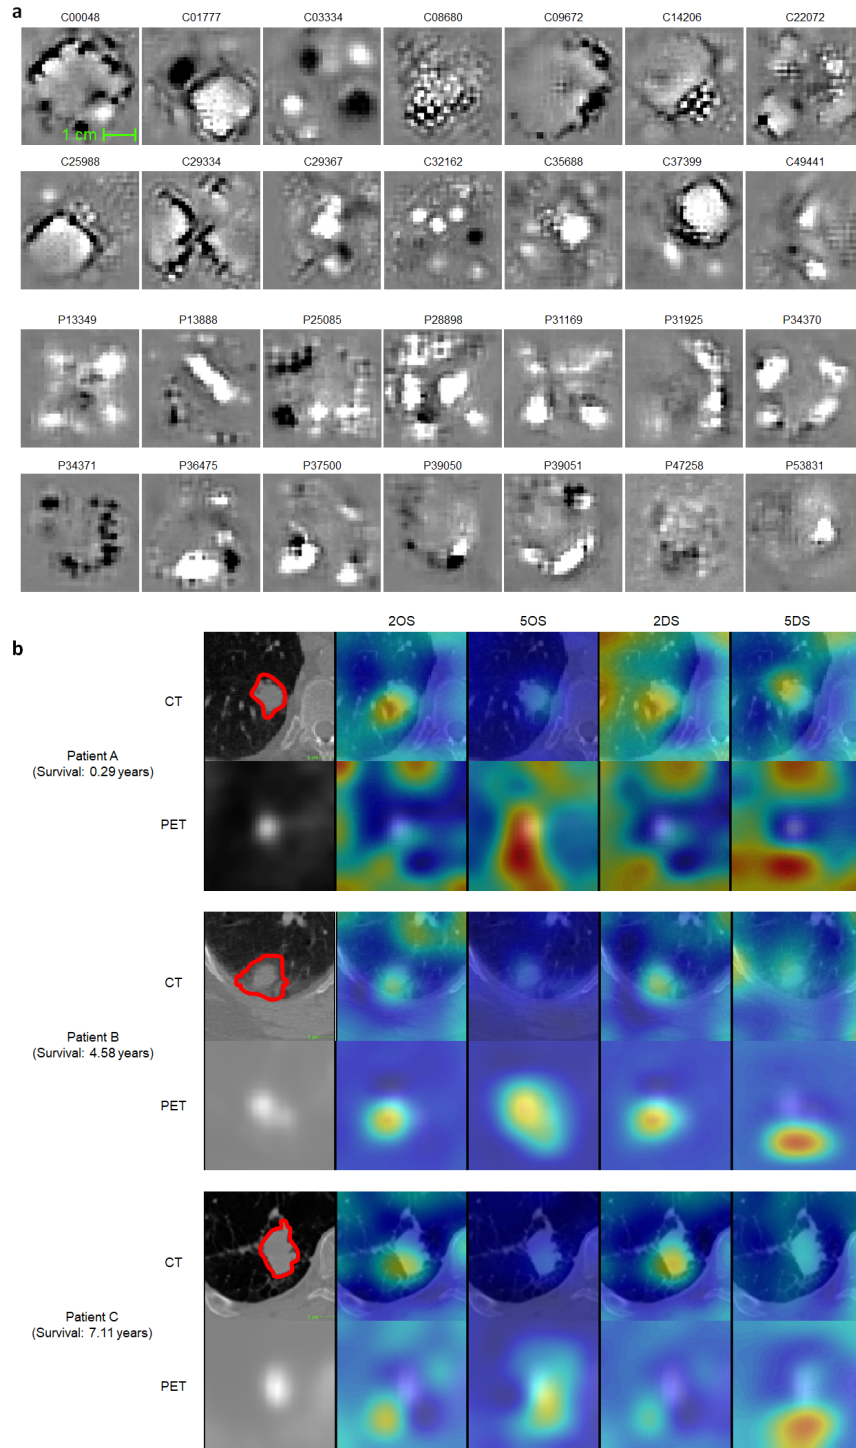 a
C00048 C01777 C03334 C08680 C09672 C14206 C22072
1 cm
C25988 C29334 C29367 C32162 C35688 C37399 C49441
P13349 P13888 P25085 P28898 P31169 P31925 P34370
P34371 P36475 P37500 P39050 P39051 P47258 P53831
b
2OS 5OS 2DS 5DS
CT
Patient A
(Survival: 0.29 years)
PET
CT
Patient B
(Survival: 4.58 years)
PET
CT
Patient C
(Survival: 7.11 years)
PET